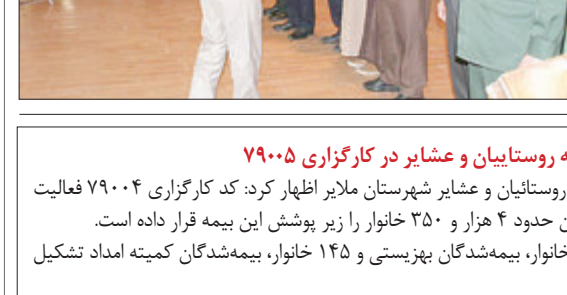 ه روستاییان و عشایر در کارگزاری ۷۹۰۰۵
روستائیان و عشایر شهرستان ملایر اظهار کرد: کد کارگزاری ۷۹۰۰۴ فعالیت
ن حدود ۴ هزار و ۳۵۰ خانوار را زیر پوشش این بیمه قرار داده است.
خانوار، بیمه‌شدگان بهزیستی و ۱۴۵ خانوار، بیمه‌شدگان کمیته امداد تشکیل